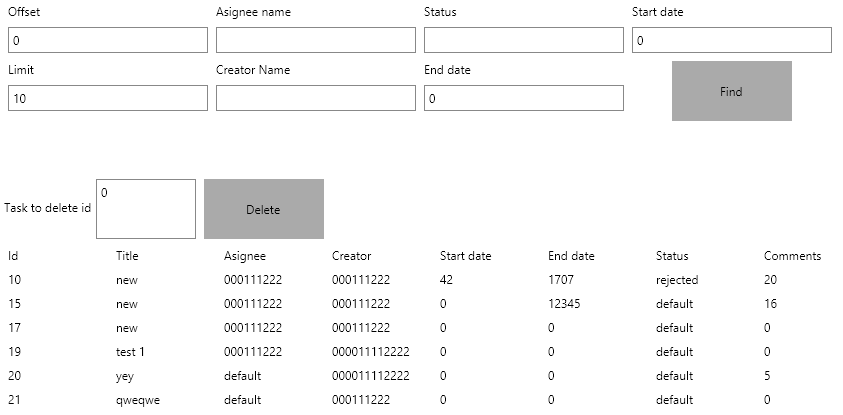 Offset Asignee name Status Start date
0 0
Limit Creator Name End date
10 0 Find
Task to delete id 0 Delete
Id Title Asignee Creator Start date End date Status Comments
10 new 000111222 000111222 42 1707 rejected 20
15 new 000111222 000111222 0 12345 default 16
17 new 000111222 000111222 0 0 default 0
19 test 1 000111222 000011112222 0 0 default 0
20 yey default 000011112222 0 0 default 5
21 qweqwe default 000111222 0 0 default 0